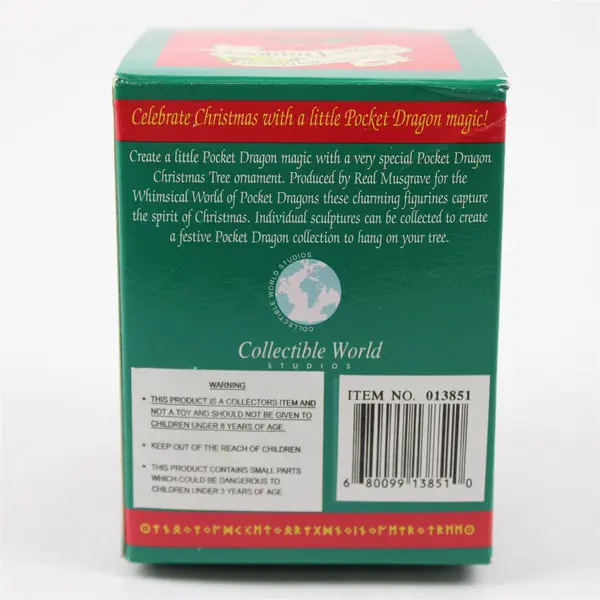 Celebrate Christmas with a little Pocket Dragon magic!
Create a little Pocket Dragon magic with a very special Pocket Dragon
Christmas Tree ornament. Produced by Real Musgrave for the
Whimsical World of Pocket Dragons these charming figurines capture
the spirit of Christmas. Individual sculptures can be collected to create
a festive Pocket Dragon collection to hang on your tree.
COLLECTIBLE WORLD STUDIOS
Collectible World
STUDIOS
WARNING
• THIS PRODUCT IS A COLLECTORS ITEM AND
NOT A TOY AND SHOULD NOT BE GIVEN TO
CHILDREN UNDER 8 YEARS OF AGE.
• KEEP OUT OF THE REACH OF CHILDREN.
• THIS PRODUCT CONTAINS SMALL PARTS
WHICH COULD BE DANGEROUS TO
CHILDREN UNDER 3 YEARS OF AGE.
ITEM NO. 013851
6 80099 13851 0